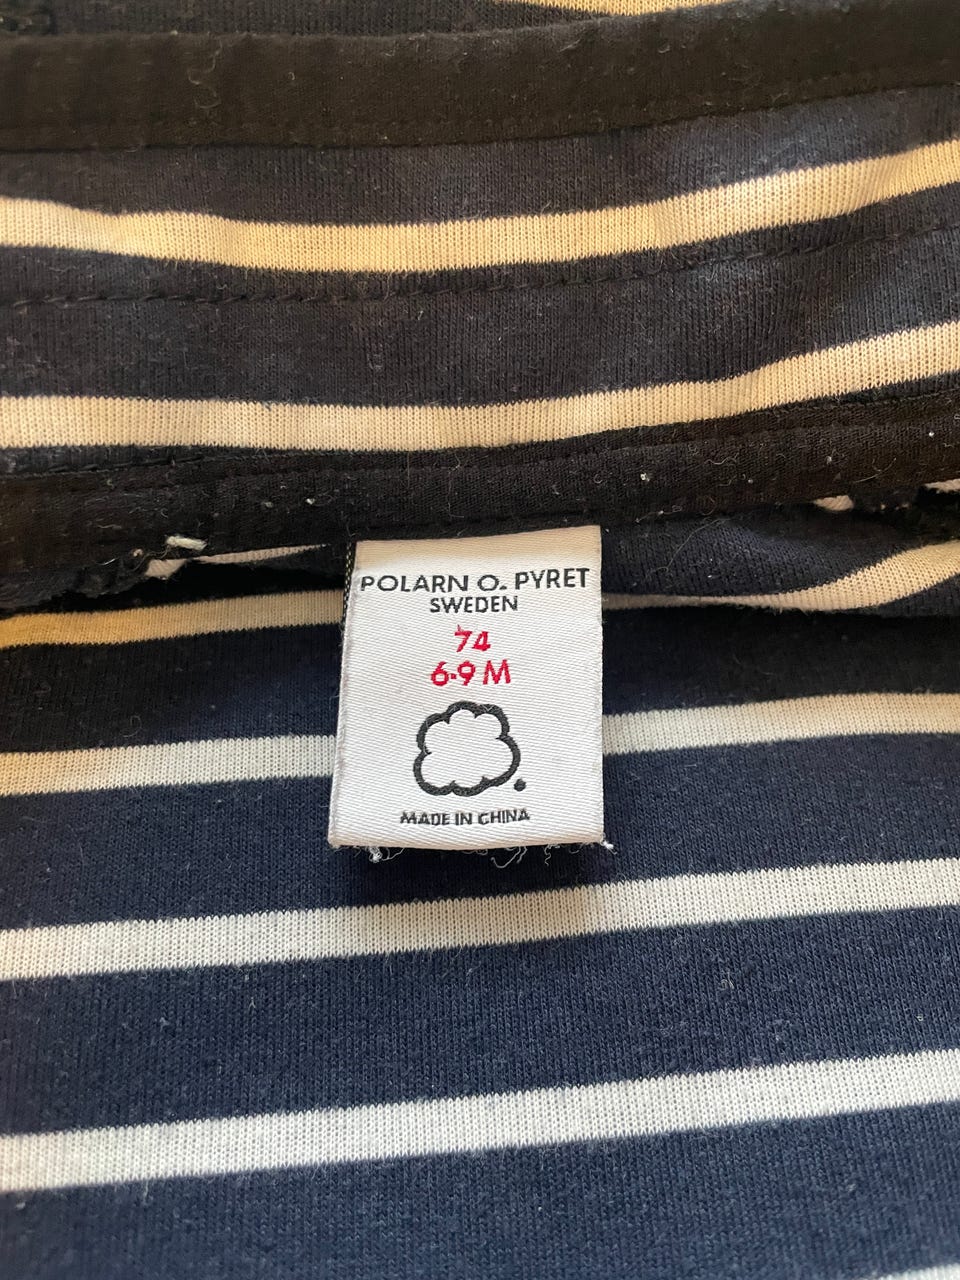 POLARN O. PYRET
SWEDEN
74
6-9 M
MADE IN CHINA